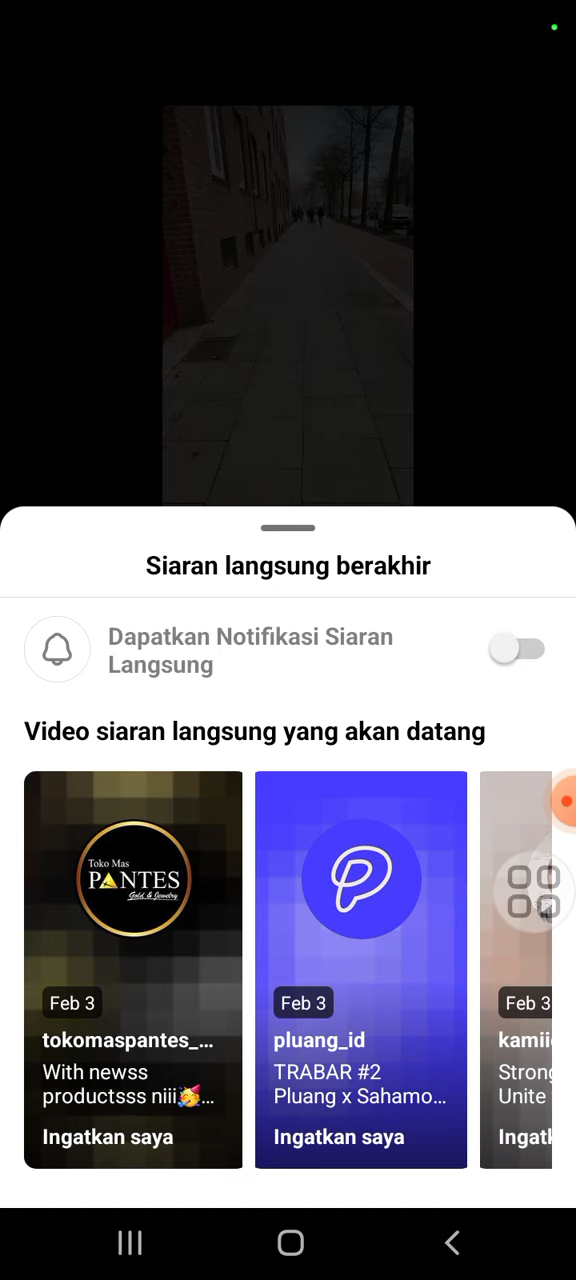 Siaran langsung berakhir
Dapatkan Notifikasi Siaran
Langsung
Video siaran langsung yang akan datang
Toko Mas
PANTES
Gold & Jewelry
Feb 3
tokomaspantes_...
With newss
productsss niii🥳...
Ingatkan saya
Feb 3
pluang_id
TRABAR #2
Pluang x Sahamo...
Ingatkan saya
Feb 3
Unite